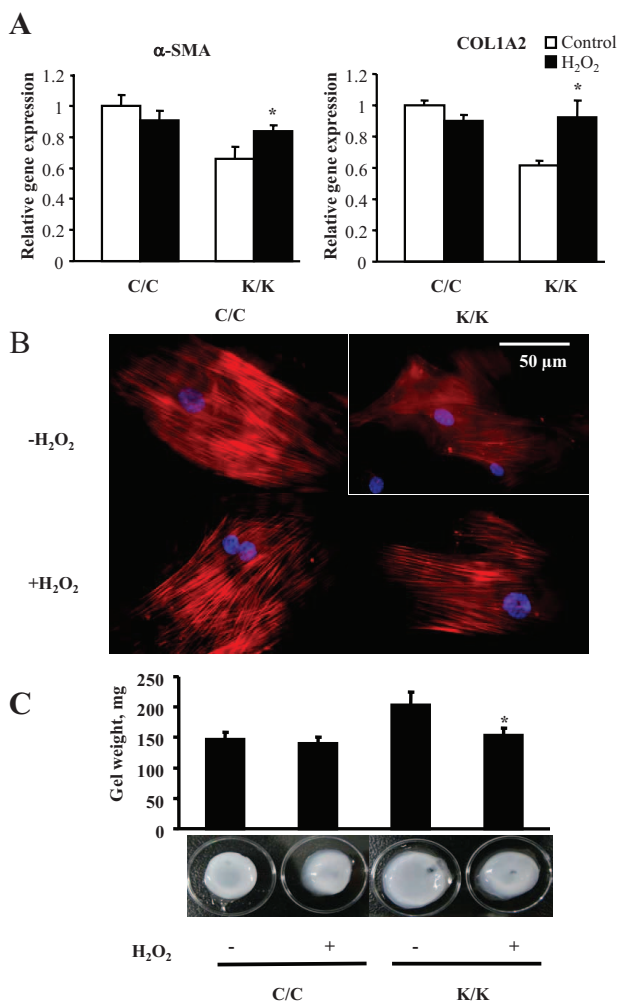 A
α-SMA
COL1A2
Control
H₂O₂
Relative gene expression
1.2
1
0.8
0.6
0.4
0.2
0
*
C/C
K/K
Relative gene expression
1.2
1
0.8
0.6
0.4
0.2
0
*
C/C
K/K
B
C/C
K/K
50 µm
-H₂O₂
+H₂O₂
C
Gel weight, mg
250
200
150
100
50
0
*
H₂O₂ - + - +
C/C K/K